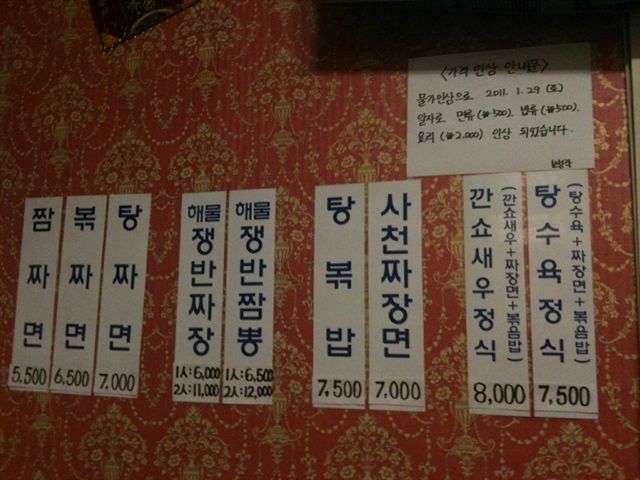 <가격 인상 안내문>
물가인상으로 2011. 1. 29 (토)
일자로 면류(₩500), 밥류(₩500),
요리(₩2,000) 인상 되었습니다.
짬짜면
5,500
볶짜면
6,500
탕짜면
7,000
해물쟁반짜장
1人:6,000
2人:11,000
해물쟁반짬뽕
1人:6,500
2人:12,000
탕볶밥
7,500
사천짜장면
7,000
깐쇼새우정식
(깐쇼새우+짜장면+볶음밥)
8,000
탕수육정식
(탕수육+짜장면+볶음밥)
7,500